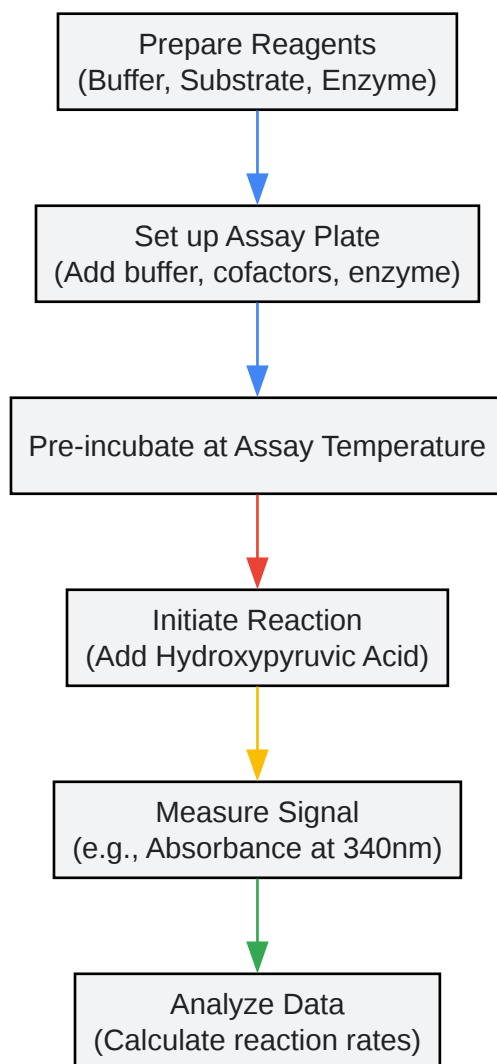 Prepare Reagents
(Buffer, Substrate, Enzyme)
Set up Assay Plate
(Add buffer, cofactors, enzyme)
Pre-incubate at Assay Temperature
Initiate Reaction
(Add Hydroxypyruvic Acid)
Measure Signal
(e.g., Absorbance at 340nm)
Analyze Data
(Calculate reaction rates)